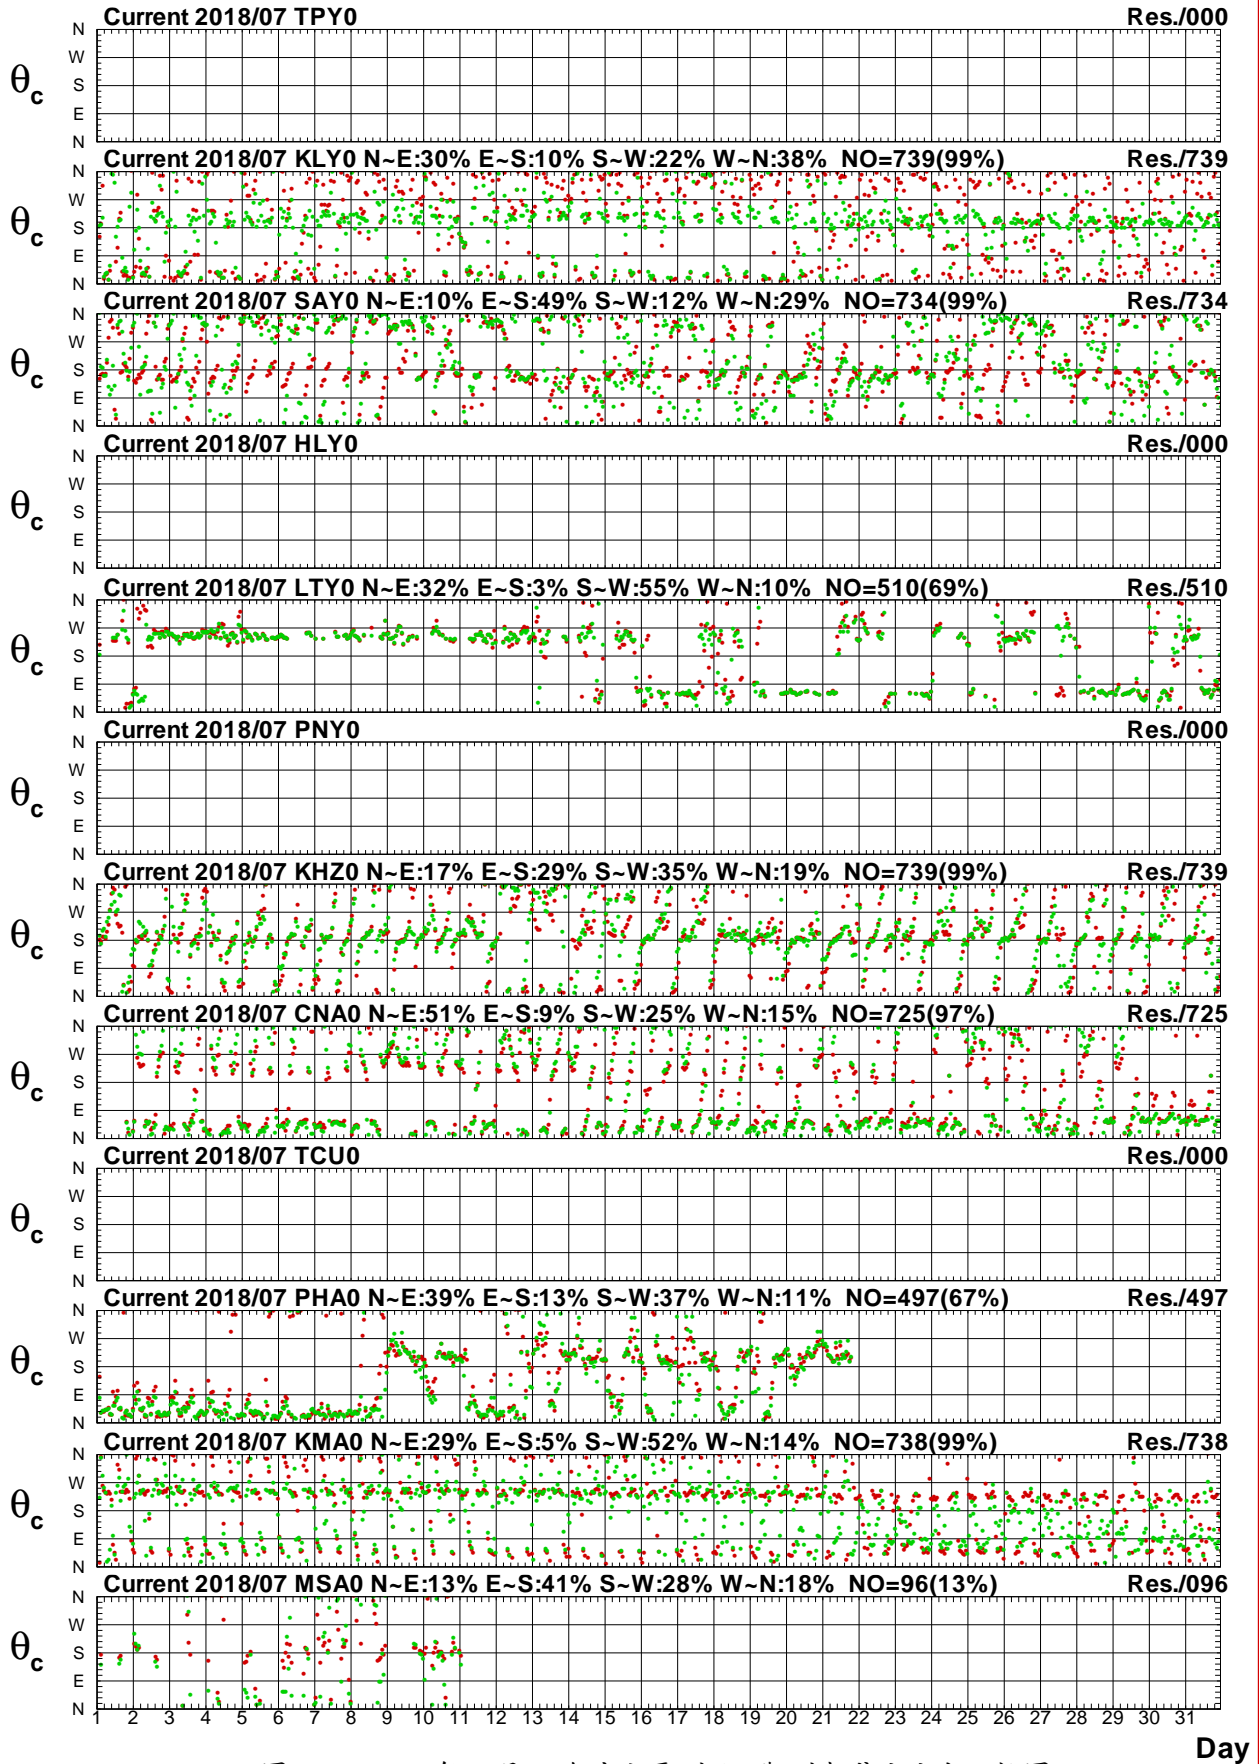 Current 2018/07 TPY0 Res./000
N
W
θc S
E
N
Current 2018/07 KLY0 N~E:30% E~S:10% S~W:22% W~N:38% NO=739(99%) Res./739
N
W
θc S
E
N
Current 2018/07 SAY0 N~E:10% E~S:49% S~W:12% W~N:29% NO=734(99%) Res./734
N
W
θc S
E
N
Current 2018/07 HLY0 Res./000
N
W
θc S
E
N
Current 2018/07 LTY0 N~E:32% E~S:3% S~W:55% W~N:10% NO=510(69%) Res./510
N
W
θc S
E
N
Current 2018/07 PNY0 Res./000
N
W
θc S
E
N
Current 2018/07 KHZ0 N~E:17% E~S:29% S~W:35% W~N:19% NO=739(99%) Res./739
N
W
θc S
E
N
Current 2018/07 CNA0 N~E:51% E~S:9% S~W:25% W~N:15% NO=725(97%) Res./725
N
W
θc S
E
N
Current 2018/07 TCU0 Res./000
N
W
θc S
E
N
Current 2018/07 PHA0 N~E:39% E~S:13% S~W:37% W~N:11% NO=497(67%) Res./497
N
W
θc S
E
N
Current 2018/07 KMA0 N~E:29% E~S:5% S~W:52% W~N:14% NO=738(99%) Res./738
N
W
θc S
E
N
Current 2018/07 MSA0 N~E:13% E~S:41% S~W:28% W~N:18% NO=96(13%) Res./096
N
W
θc S
E
N
1 2 3 4 5 6 7 8 9 10 11 12 13 14 15 16 17 18 19 20 21 22 23 24 25 26 27 28 29 30 31
Day